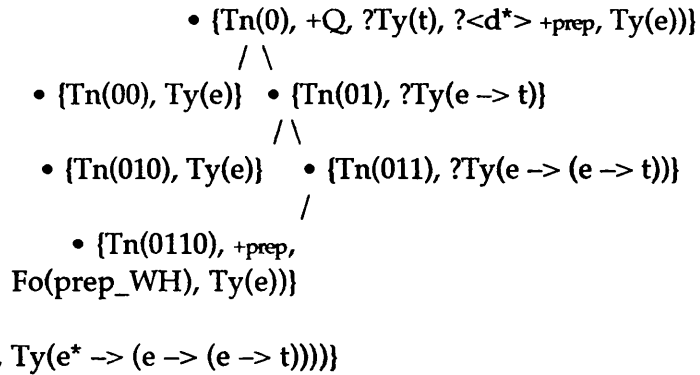 • {Tn(0), +Q, ?Ty(t), ?<d*> +prep, Ty(e))}
/ \
• {Tn(00), Ty(e)} • {Tn(01), ?Ty(e –> t)}
/ \
• {Tn(010), Ty(e)} • {Tn(011), ?Ty(e –> (e –> t))}
/
• {Tn(0110), +prep,
Fo(prep_WH), Ty(e))}
, Ty(e* –> (e –> (e –> t))))}